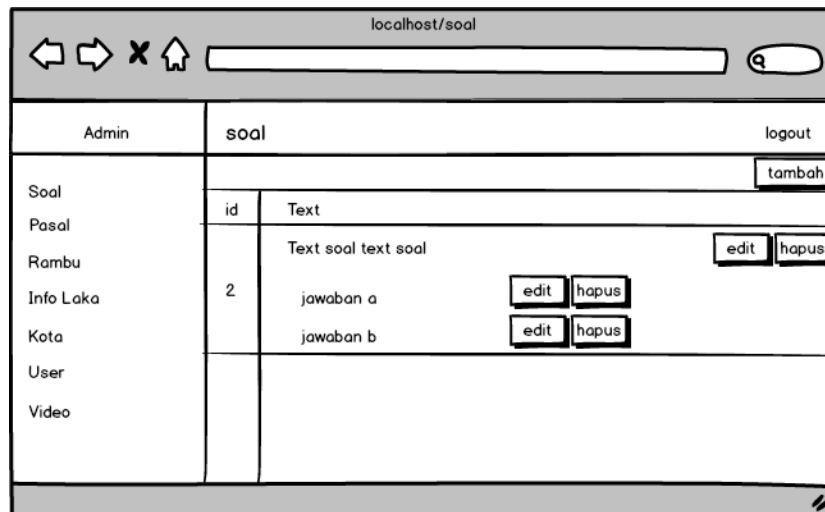 localhost/soal
Admin
soal
logout
tambah
Soal
Pasal
Rambu
Info Laka
Kota
User
Video
id
Text
2
Text soal text soal
edit
hapus
jawaban a
edit
hapus
jawaban b
edit
hapus